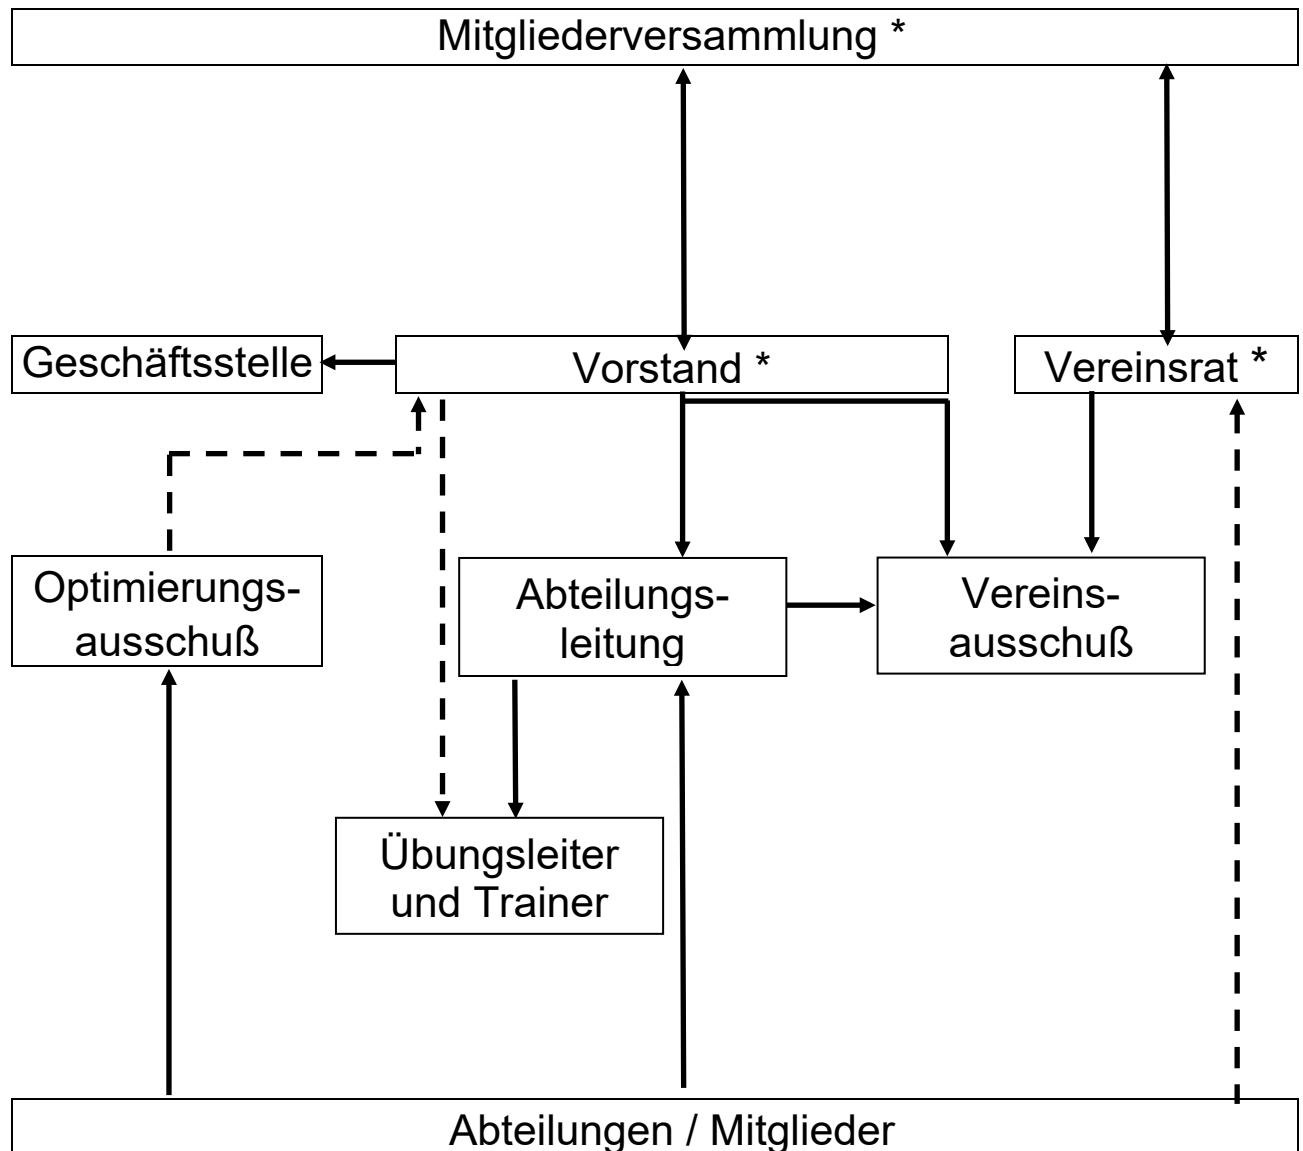 Mitgliederversammlung *
Geschäftsstelle
Vorstand *
Vereinsrat *
Optimierungs-
ausschuß
Abteilungs-
leitung
Vereins-
ausschuß
Übungsleiter
und Trainer
Abteilungen / Mitglieder